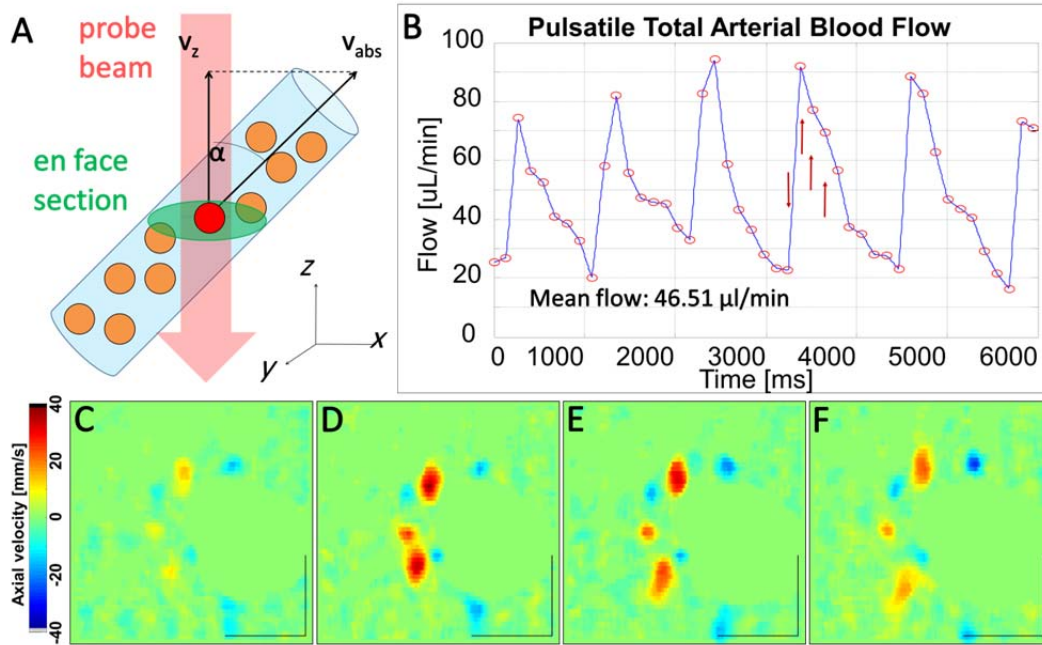 A
probe
beam
v_z
v_abs
α
en face
section
z
x
y
B
Pulsatile Total Arterial Blood Flow
Flow [uL/min]
100
80
60
40
20
0
Mean flow: 46.51 µl/min
0 1000 2000 3000 4000 5000 6000
Time [ms]
Axial velocity [mm/s]
40
20
0
-20
-40
C
D
E
F